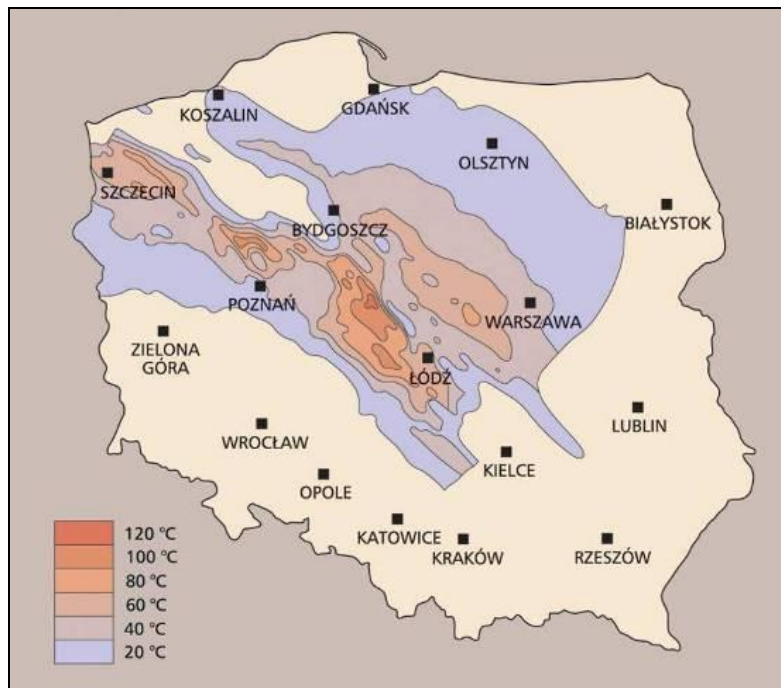 KOSZALIN
GDAŃSK
OLSZTYN
SZCZECIN
BIAŁYSTOK
BYDGOSZCZ
POZNAŃ
WARSZAWA
ZIELONA
GÓRA
ŁÓDŹ
LUBLIN
WROCŁAW
KIELCE
OPOLE
KATOWICE
KRAKÓW
RZESZÓW
120 °C
100 °C
80 °C
60 °C
40 °C
20 °C